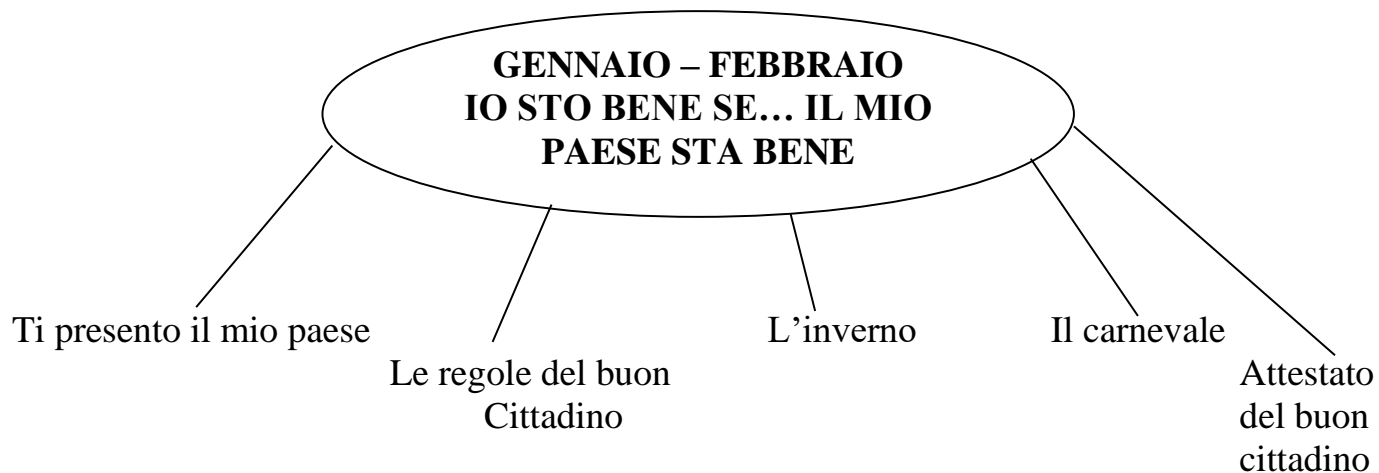 GENNAIO – FEBBRAIO
IO STO BENE SE… IL MIO
PAESE STA BENE
Ti presento il mio paese
Le regole del buon
Cittadino
L’inverno
Il carnevale
Attestato
del buon
cittadino